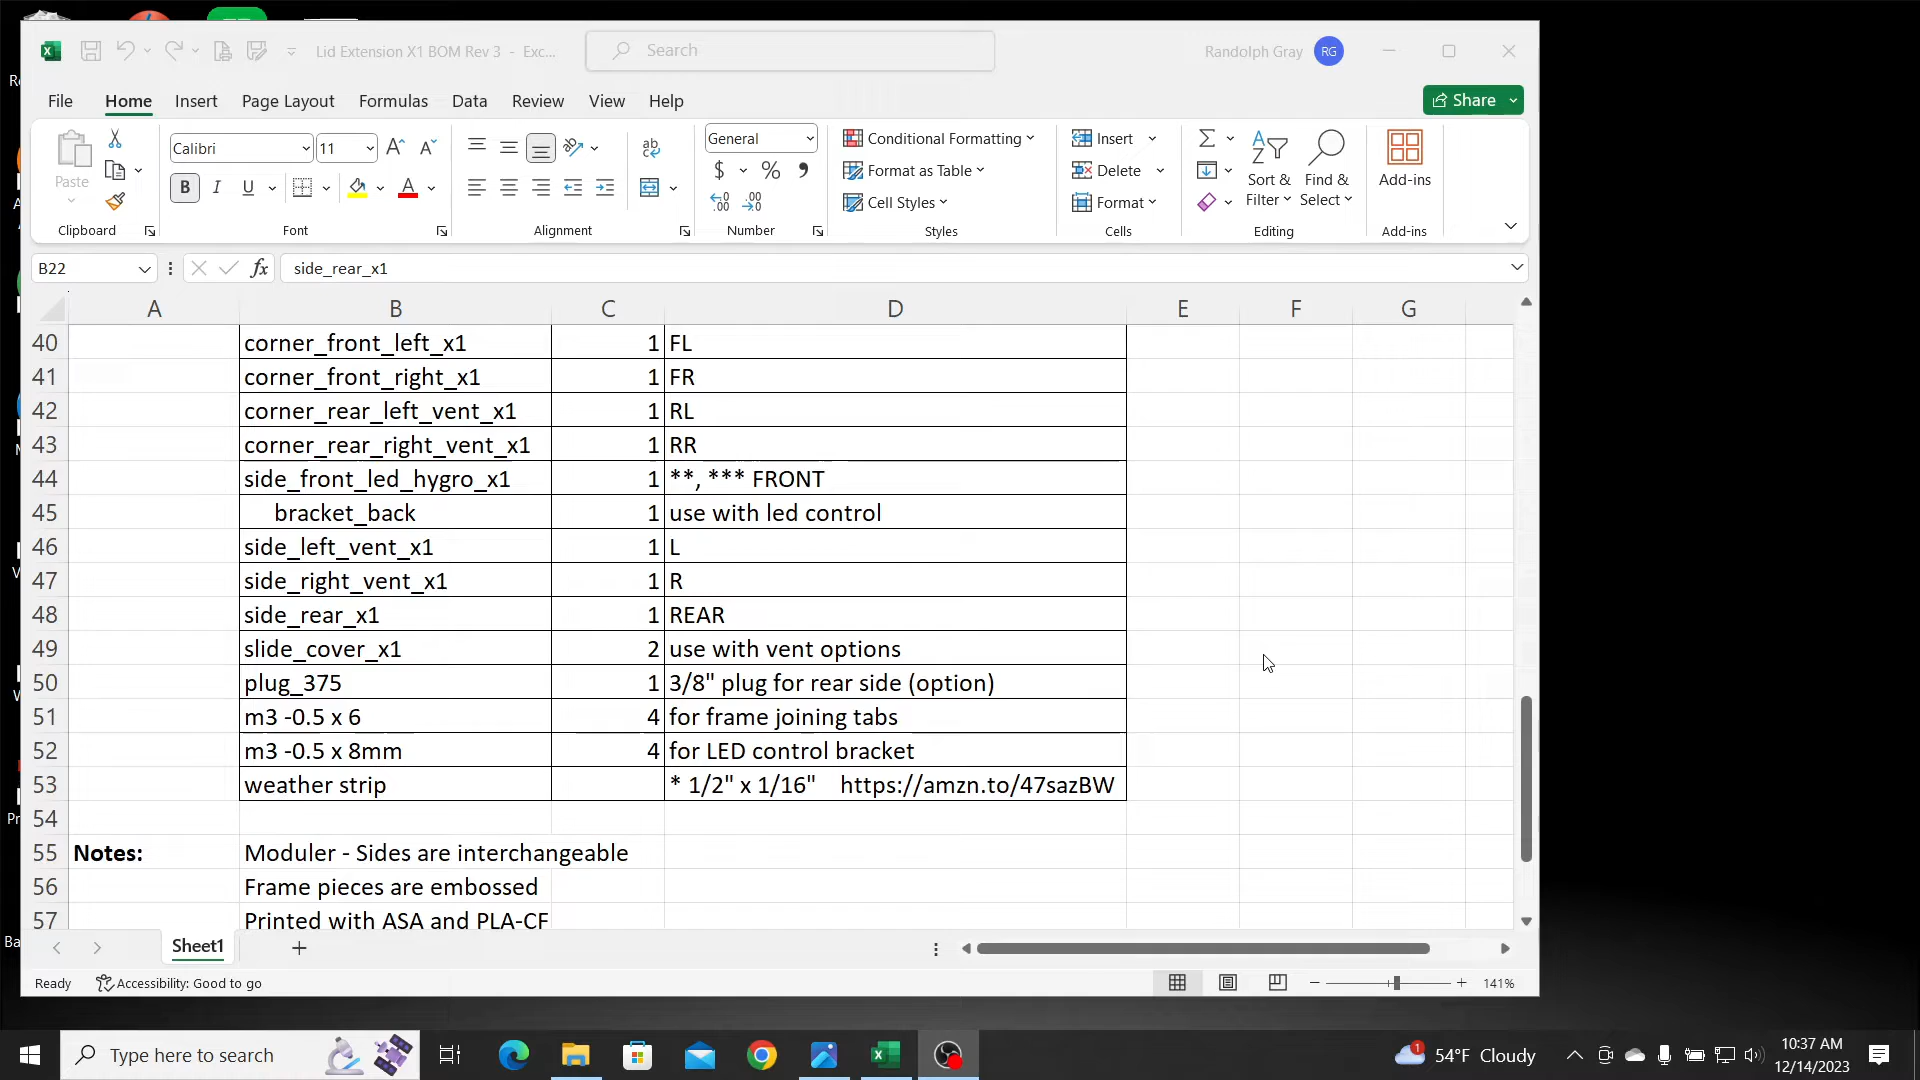 Lid Extension X1 BOM Rev 3 - Exc...
Search
Randolph Gray
RG
File Home Insert Page Layout Formulas Data Review View Help
Share
Paste
Calibri
11
B I U
ab
General
$ % 9
Conditional Formatting
Format as Table
Cell Styles
Insert
Delete
Format
Sort & Filter
Find & Select
Add-ins
Clipboard Font Alignment Number Styles Cells Editing Add-ins
B22
fx
side_rear_x1
A B C D E F G
40 corner_front_left_x1 1 FL
41 corner_front_right_x1 1 FR
42 corner_rear_left_vent_x1 1 RL
43 corner_rear_right_vent_x1 1 RR
44 side_front_led_hygro_x1 1 **, *** FRONT
45 bracket_back 1 use with led control
46 side_left_vent_x1 1 L
47 side_right_vent_x1 1 R
48 side_rear_x1 1 REAR
49 slide_cover_x1 2 use with vent options
50 plug_375 1 3/8" plug for rear side (option)
51 m3 -0.5 x 6 4 for frame joining tabs
52 m3 -0.5 x 8mm 4 for LED control bracket
53 weather strip * 1/2" x 1/16" https://amzn.to/47sazBW
54
55 Notes: Moduler - Sides are interchangeable
56 Frame pieces are embossed
57 Printed with ASA and PLA-CF
Sheet1
Ready
Accessibility: Good to go
141%
Type here to search
54°F Cloudy
10:37 AM
12/14/2023